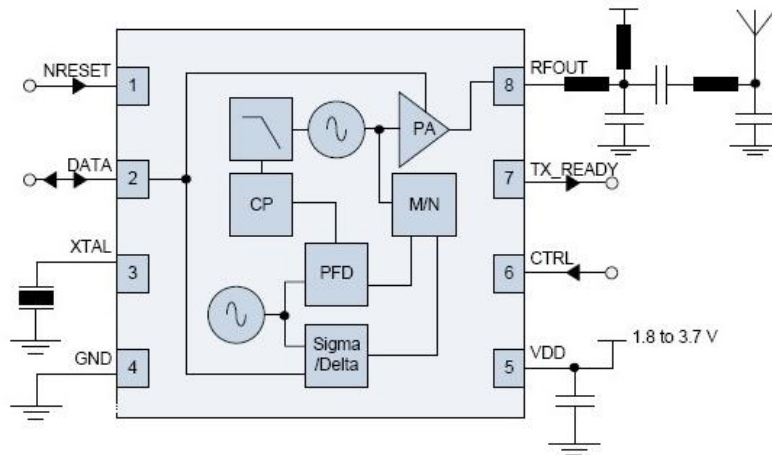 NRESET
1
DATA
2
XTAL
3
GND
4
PA
CP
M/N
PFD
Sigma
/Delta
8
RFOUT
7
TX_READY
6
CTRL
5
VDD
1.8 to 3.7 V